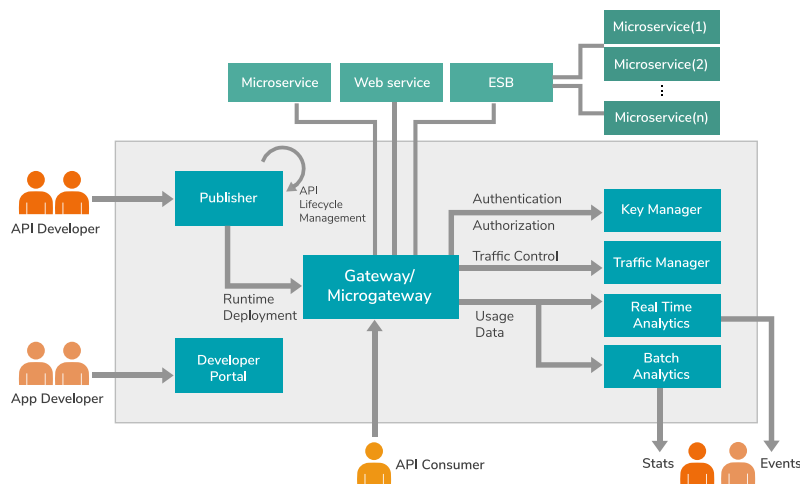 Microservice(1)
Microservice(2)
⋮
Microservice(n)
Microservice
Web service
ESB
API Developer
Publisher
API
Lifecycle
Management
Authentication
Authorization
Key Manager
Traffic Control
Traffic Manager
Gateway/
Microgateway
Runtime
Deployment
Usage
Data
Real Time
Analytics
Batch
Analytics
App Developer
Developer
Portal
API Consumer
Stats
Events